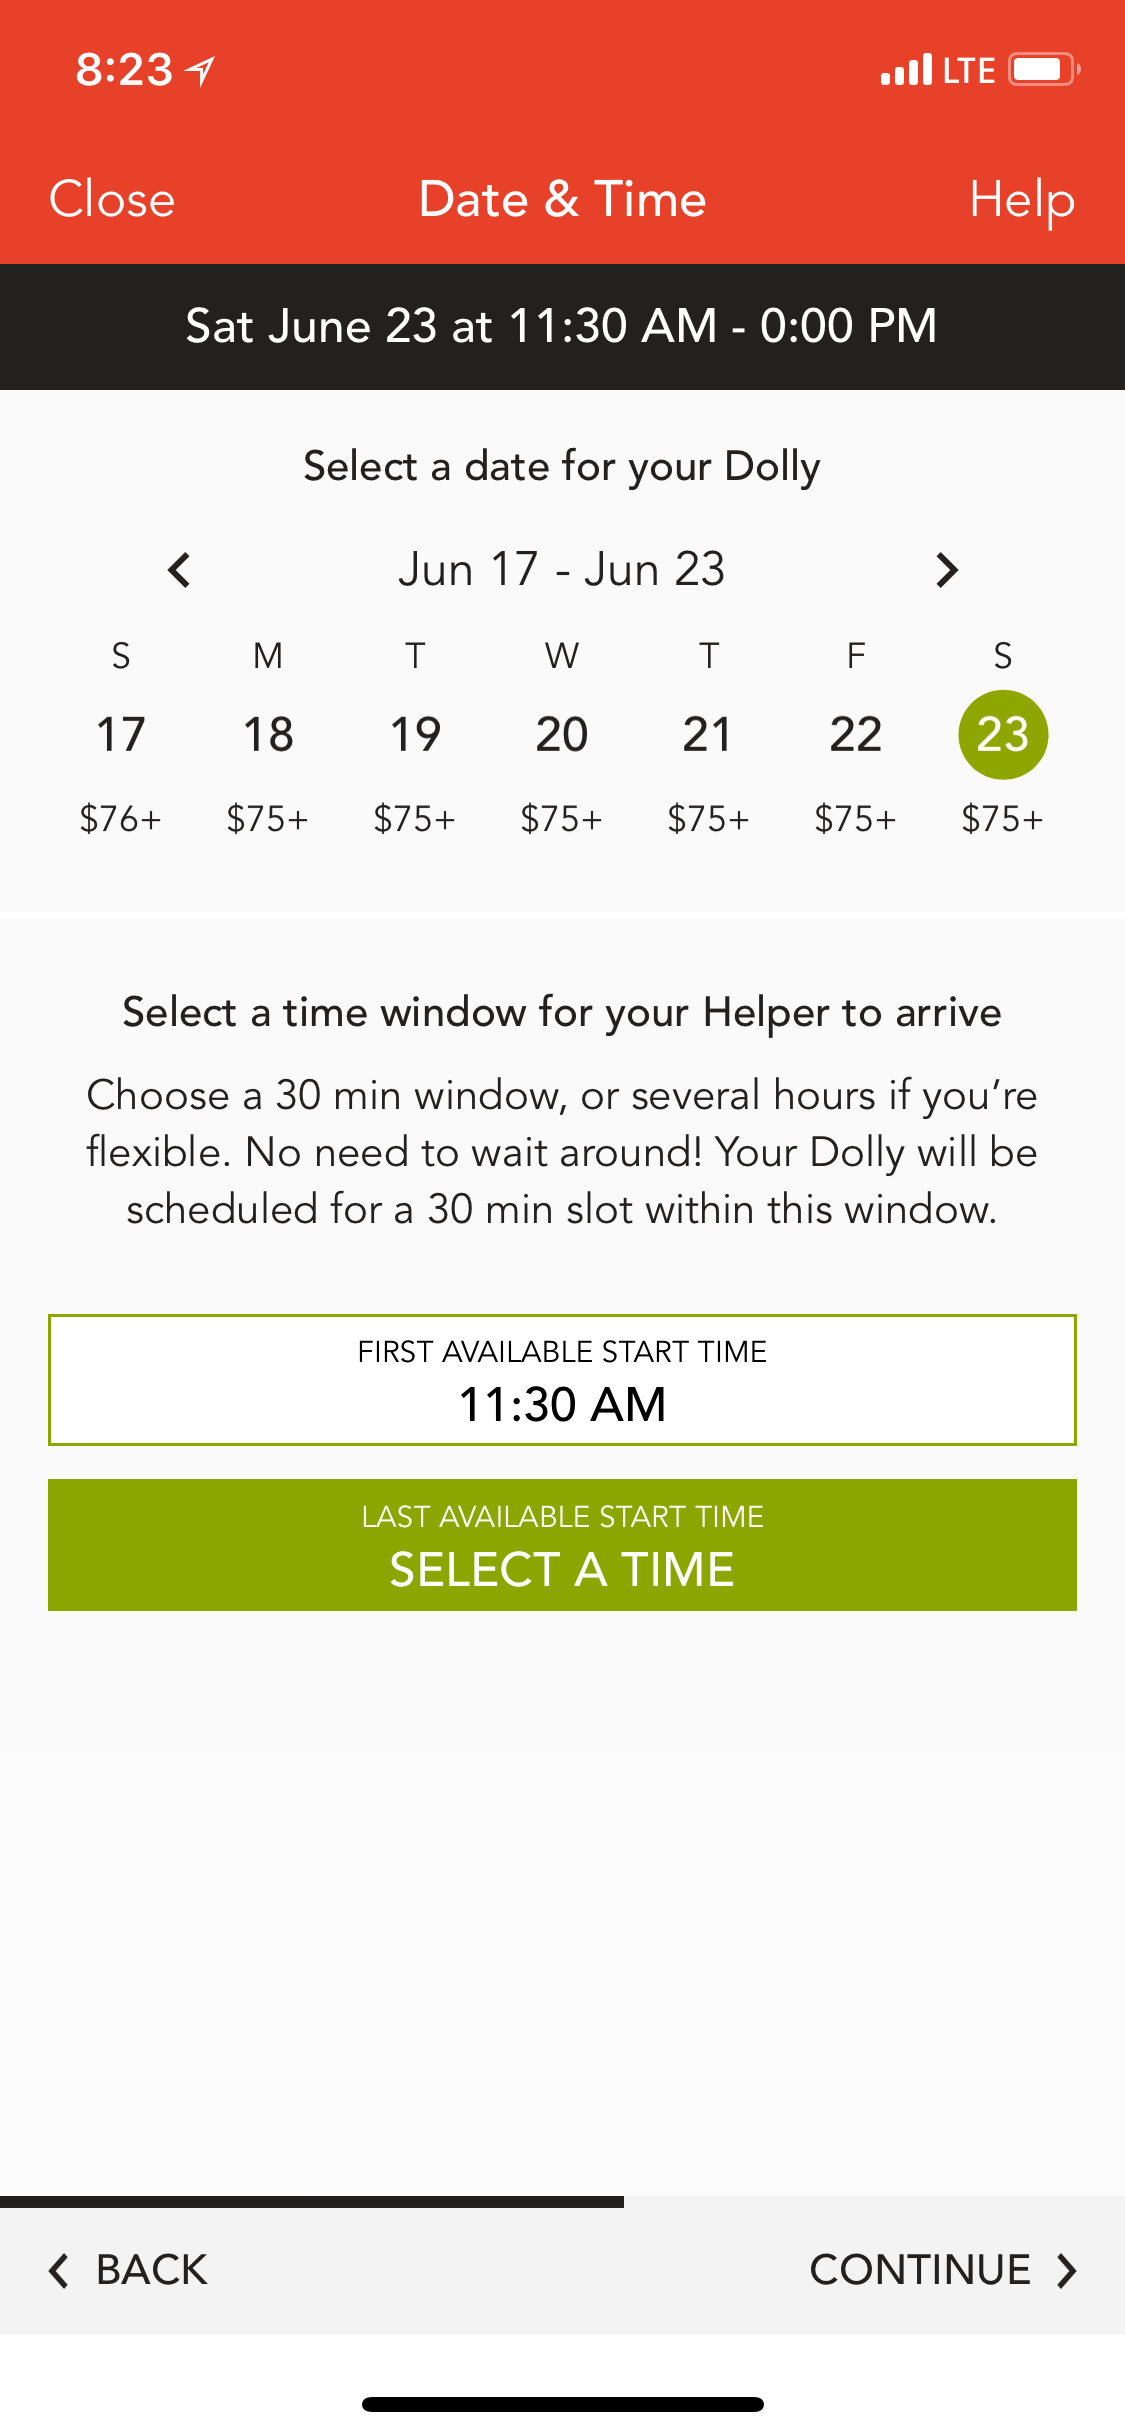 8:23 LTE
Close Date & Time Help
Sat June 23 at 11:30 AM - 0:00 PM
Select a date for your Dolly
Jun 17 - Jun 23
S M T W T F S
17 18 19 20 21 22 23
$76+ $75+ $75+ $75+ $75+ $75+ $75+
Select a time window for your Helper to arrive
Choose a 30 min window, or several hours if you’re
flexible. No need to wait around! Your Dolly will be
scheduled for a 30 min slot within this window.
FIRST AVAILABLE START TIME
11:30 AM
LAST AVAILABLE START TIME
SELECT A TIME
BACK CONTINUE